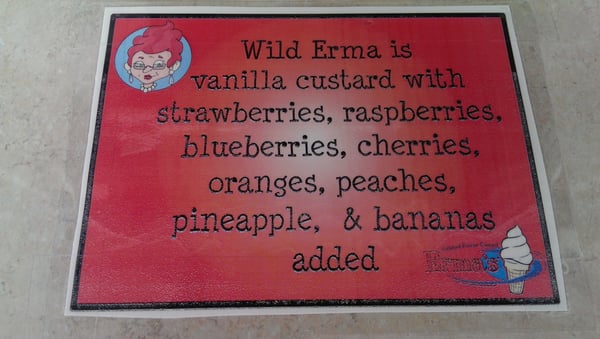 Wild Erma is
vanilla custard with
strawberries, raspberries,
blueberries, cherries,
oranges, peaches,
pineapple, & bananas
added
Erma's